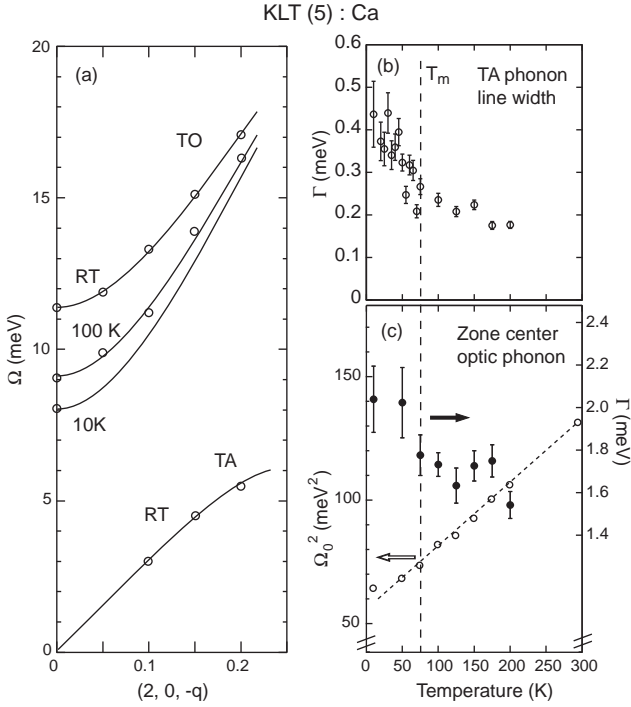 KLT (5) : Ca
(a)
20
15
10
5
0
Ω (meV)
TO
RT
100 K
10K
TA
RT
0
0.1
0.2
(2, 0, -q)
(b)
Tm
TA phonon
line width
0.6
0.5
0.4
0.3
0.2
0.1
0
Γ (meV)
(c)
Zone center
optic phonon
150
100
50
Ω₀² (meV²)
2.4
2.2
2.0
1.8
1.6
1.4
Γ (meV)
0
50
100
150
200
300
Temperature (K)